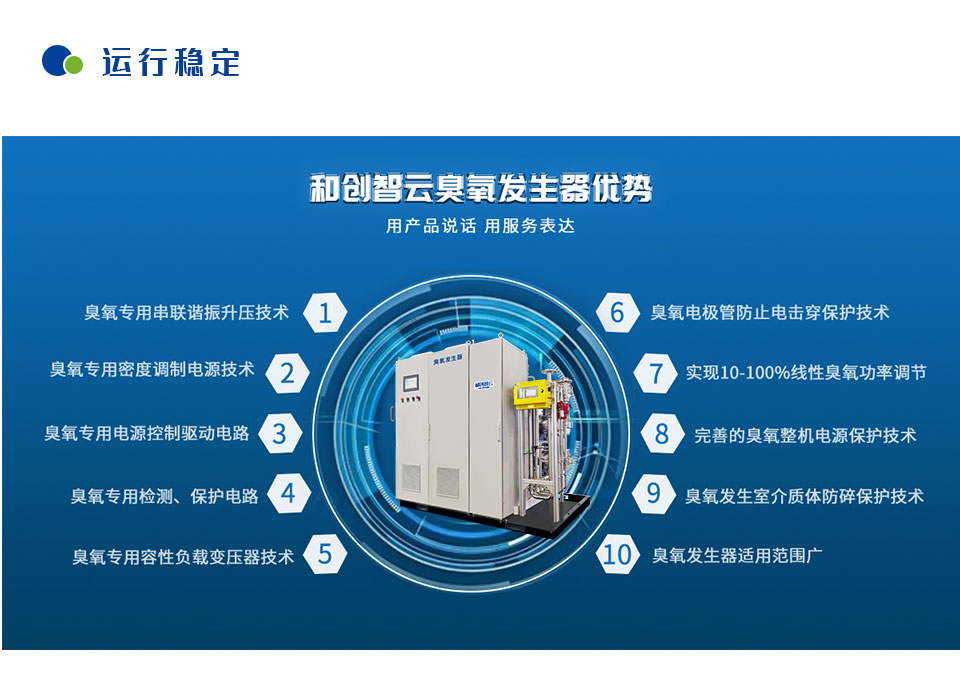 运行稳定
和创智云臭氧发生器优势
用产品说话 用服务表达
臭氧专用串联谐振升压技术 1
臭氧专用密度调制电源技术 2
臭氧专用电源控制驱动电路 3
臭氧专用检测、保护电路 4
臭氧专用容性负载变压器技术 5
6 臭氧电极管防止电击穿保护技术
7 实现10-100%线性臭氧功率调节
8 完善的臭氧整机电源保护技术
9 臭氧发生室介质体防碎保护技术
10 臭氧发生器适用范围广
臭氧发生器